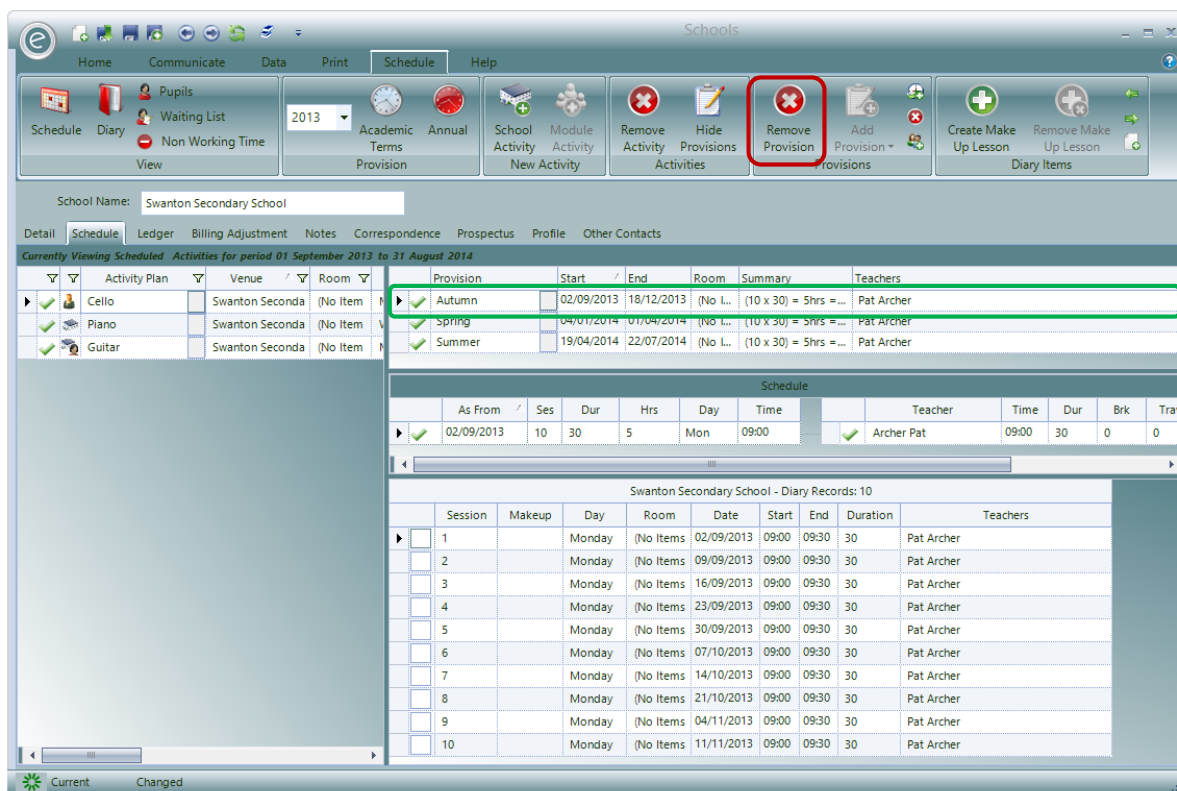 Schools
Home Communicate Data Print Schedule Help
Schedule
Diary
Pupils
Waiting List
Non Working Time
View
2013
Academic Terms
Annual
Provision
School Activity
Module Activity
New Activity
Remove Activity
Hide Provisions
Activities
Remove Provision
Add Provision
Provisions
Create Make Up Lesson
Remove Make Up Lesson
Diary Items
School Name: Swanton Secondary School
Detail Schedule Ledger Billing Adjustment Notes Correspondence Prospectus Profile Other Contacts
Currently Viewing Scheduled Activities for period 01 September 2013 to 31 August 2014
Activity Plan Venue Room
Cello Swanton Seconda (No Item
Piano Swanton Seconda (No Item
Guitar Swanton Seconda (No Item
Provision Start End Room Summary Teachers
Autumn 02/09/2013 18/12/2013 (No I... (10 x 30) = 5hrs =... Pat Archer
Spring 04/01/2014 01/04/2014 (No I... (10 x 30) = 5hrs =... Pat Archer
Summer 19/04/2014 22/07/2014 (No I... (10 x 30) = 5hrs =... Pat Archer
Schedule
As From Ses Dur Hrs Day Time
02/09/2013 10 30 5 Mon 09:00
Teacher Time Dur Brk Tra
Archer Pat 09:00 30 0 0
Swanton Secondary School - Diary Records: 10
Session Makeup Day Room Date Start End Duration Teachers
1 Monday (No Items 02/09/2013 09:00 09:30 30 Pat Archer
2 Monday (No Items 09/09/2013 09:00 09:30 30 Pat Archer
3 Monday (No Items 16/09/2013 09:00 09:30 30 Pat Archer
4 Monday (No Items 23/09/2013 09:00 09:30 30 Pat Archer
5 Monday (No Items 30/09/2013 09:00 09:30 30 Pat Archer
6 Monday (No Items 07/10/2013 09:00 09:30 30 Pat Archer
7 Monday (No Items 14/10/2013 09:00 09:30 30 Pat Archer
8 Monday (No Items 21/10/2013 09:00 09:30 30 Pat Archer
9 Monday (No Items 04/11/2013 09:00 09:30 30 Pat Archer
10 Monday (No Items 11/11/2013 09:00 09:30 30 Pat Archer
Current Changed